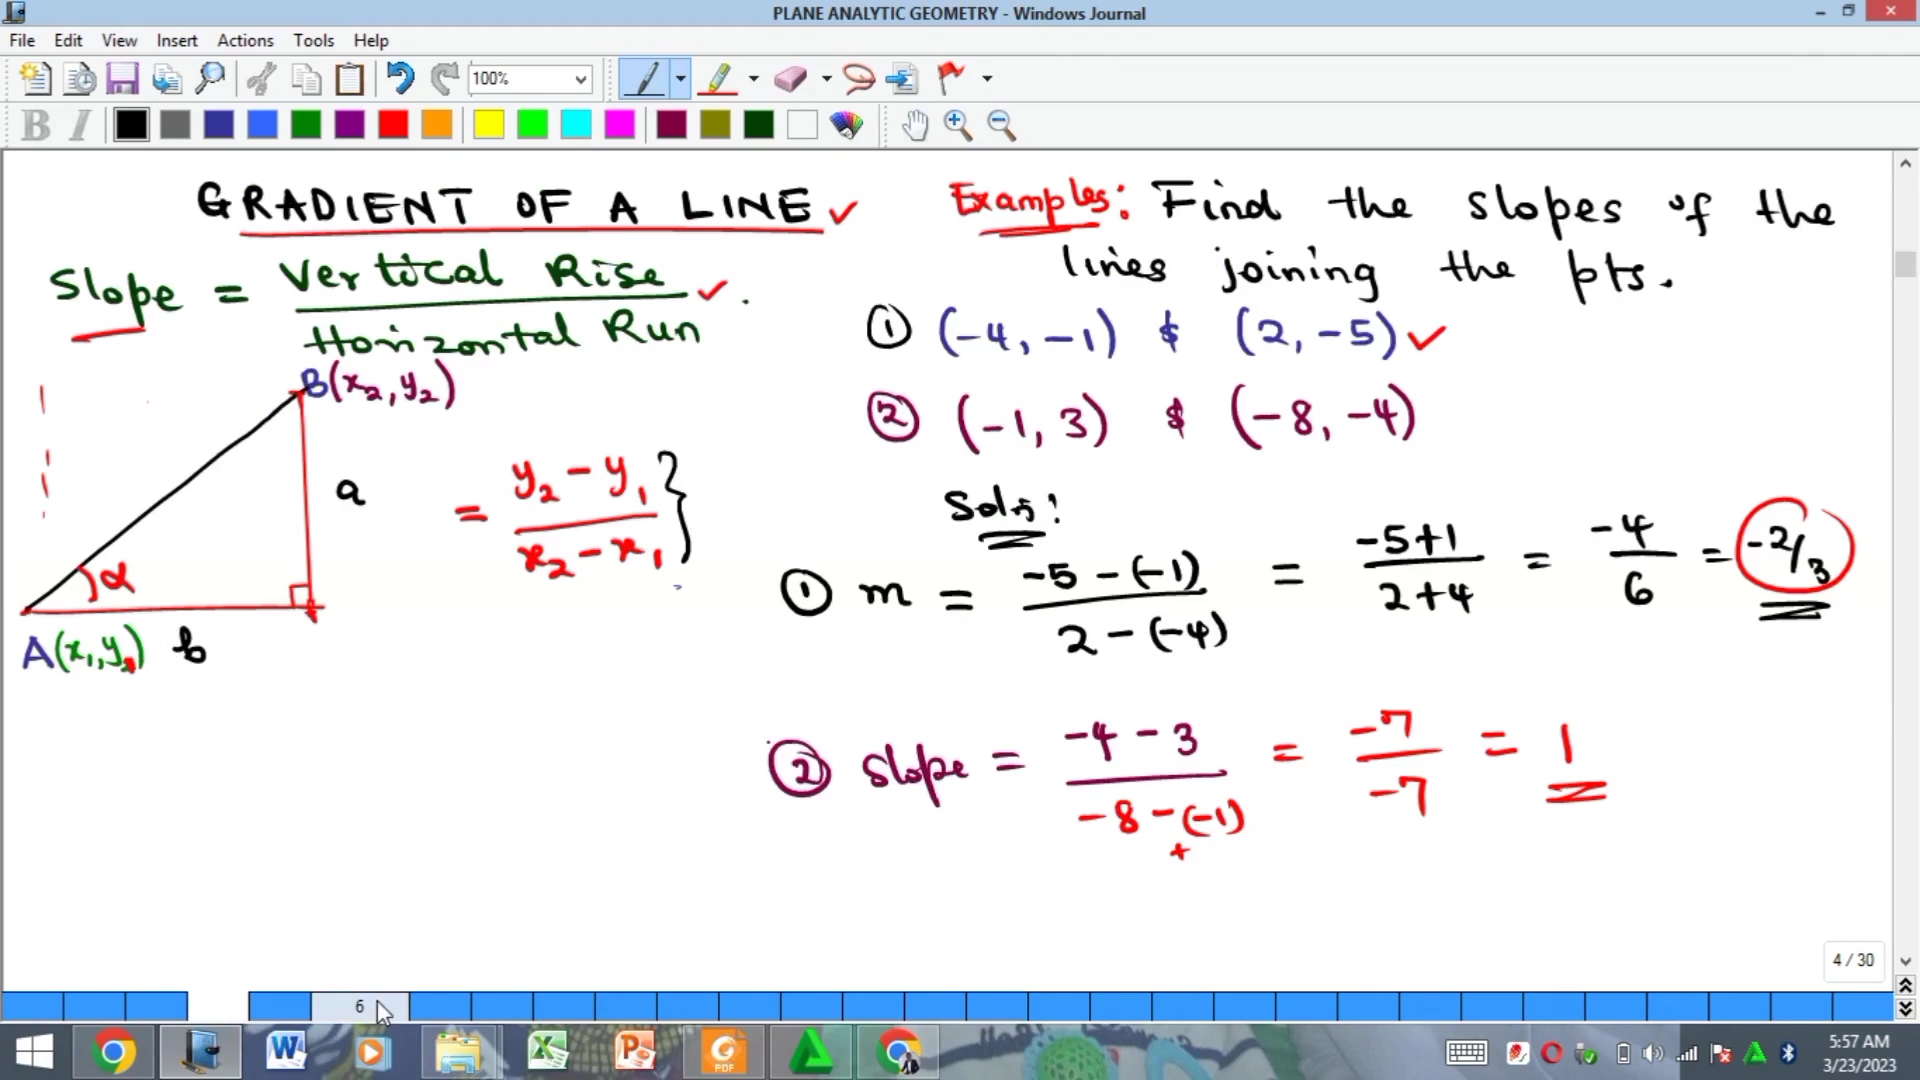 PLANE ANALYTIC GEOMETRY - Windows Journal
File Edit View Insert Actions Tools Help
100%
B I
GRADIENT OF A LINE ✓
Slope = Vertical Rise / Horizontal Run ✓ .
B(x₂, y₂)
a
= y₂ - y₁ / x₂ - x₁ }
α
A(x₁, y₁) b
Examples: Find the slopes of the
lines joining the pts.
① (-4, -1) & (2, -5) ✓
② (-1, 3) & (-8, -4)
Soln:
① m = -5 - (-1) / 2 - (-4) = -5+1 / 2+4 = -4 / 6 = -2/3
② Slope = -4 - 3 / -8 - (-1) = -7 / -7 = 1
+
4 / 30
6
PDF
5:57 AM
3/23/2023